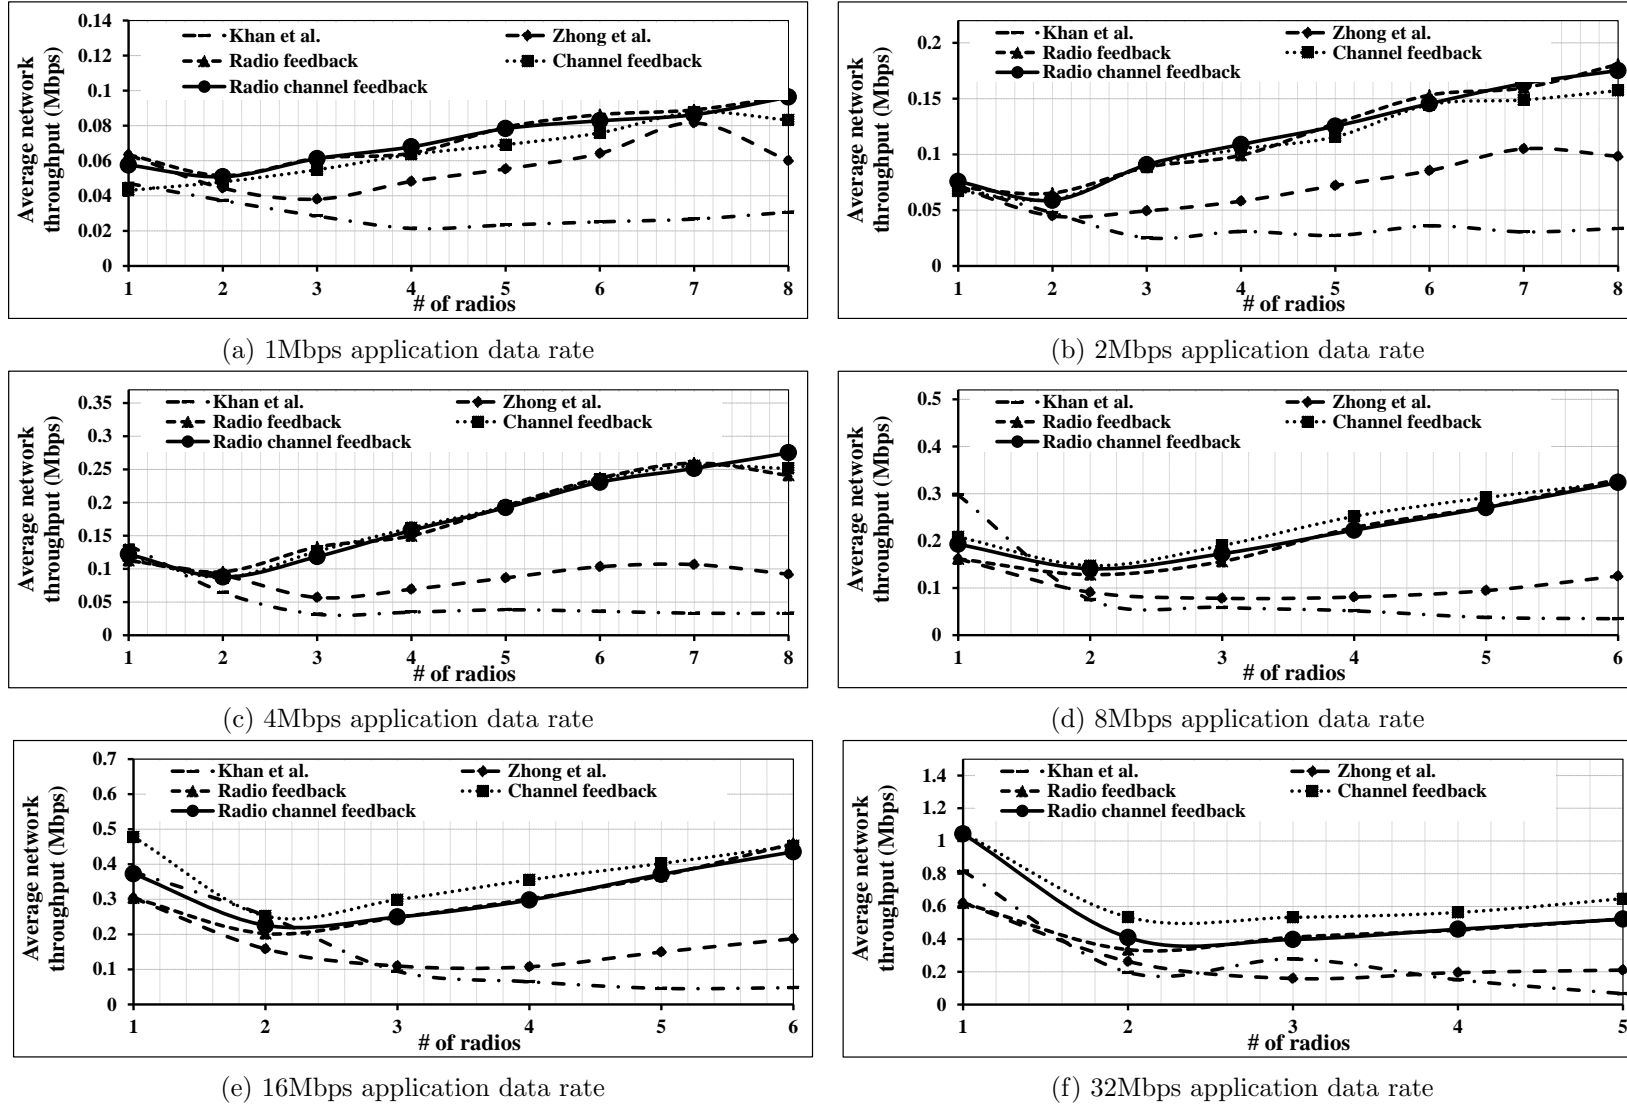 0.14
0.12
0.1
0.08
0.06
0.04
0.02
0
Average network
throughput (Mbps)
Khan et al.
Zhong et al.
Radio feedback
Channel feedback
Radio channel feedback
1 2 3 4 5 6 7 8
# of radios
(a) 1Mbps application data rate
0.2
0.15
0.1
0.05
0
Average network
throughput (Mbps)
Khan et al.
Zhong et al.
Radio feedback
Channel feedback
Radio channel feedback
1 2 3 4 5 6 7 8
# of radios
(b) 2Mbps application data rate
0.35
0.3
0.25
0.2
0.15
0.1
0.05
0
Average network
throughput (Mbps)
Khan et al.
Zhong et al.
Radio feedback
Channel feedback
Radio channel feedback
1 2 3 4 5 6 7 8
# of radios
(c) 4Mbps application data rate
0.5
0.4
0.3
0.2
0.1
0
Average network
throughput (Mbps)
Khan et al.
Zhong et al.
Radio feedback
Channel feedback
Radio channel feedback
1 2 3 4 5 6
# of radios
(d) 8Mbps application data rate
0.7
0.6
0.5
0.4
0.3
0.2
0.1
0
Average network
throughput (Mbps)
Khan et al.
Zhong et al.
Radio feedback
Channel feedback
Radio channel feedback
1 2 3 4 5 6
# of radios
(e) 16Mbps application data rate
1.4
1.2
1
0.8
0.6
0.4
0.2
0
Average network
throughput (Mbps)
Khan et al.
Zhong et al.
Radio feedback
Channel feedback
Radio channel feedback
1 2 3 4 5
# of radios
(f) 32Mbps application data rate